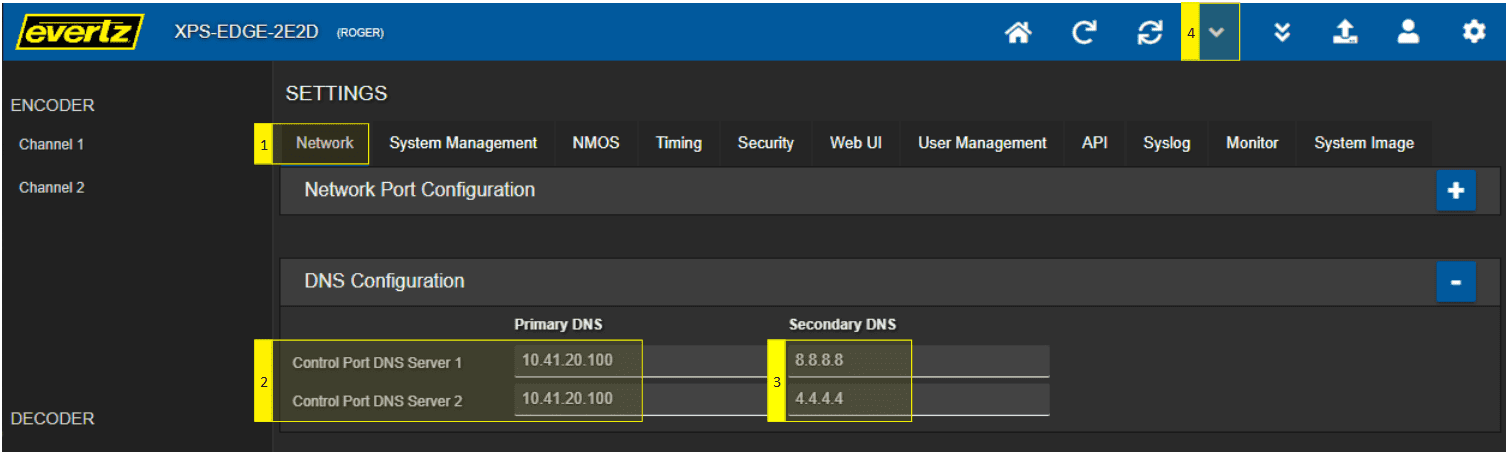 evertz XPS-EDGE-2E2D (ROGER) 4
ENCODER
Channel 1
Channel 2
DECODER
SETTINGS
1 Network System Management NMOS Timing Security Web UI User Management API Syslog Monitor System Image
Network Port Configuration +
DNS Configuration -
Primary DNS Secondary DNS
2 3
Control Port DNS Server 1 10.41.20.100 8.8.8.8
Control Port DNS Server 2 10.41.20.100 4.4.4.4